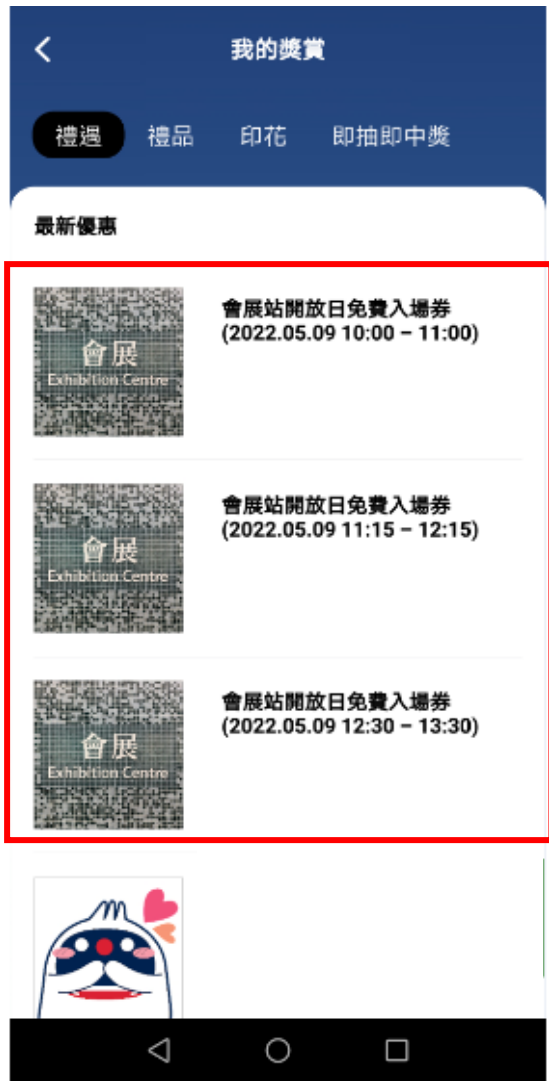 我的獎賞
禮遇 禮品 印花 即抽即中獎
最新優惠
會展
Exhibition Centre
會展站開放日免費入場券
(2022.05.09 10:00 – 11:00)
會展
Exhibition Centre
會展站開放日免費入場券
(2022.05.09 11:15 – 12:15)
會展
Exhibition Centre
會展站開放日免費入場券
(2022.05.09 12:30 – 13:30)